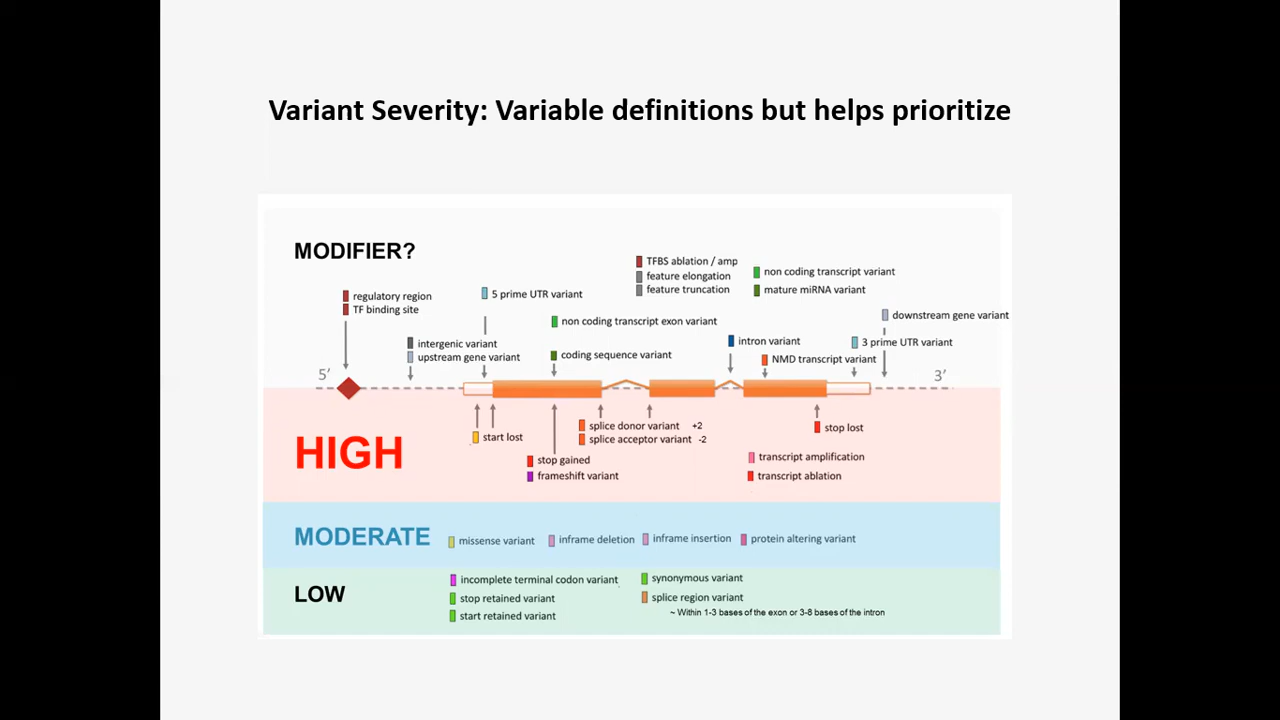 Variant Severity: Variable definitions but helps prioritize
MODIFIER?
TFBS ablation / amp
feature elongation
feature truncation
non coding transcript variant
mature miRNA variant
regulatory region
TF binding site
5 prime UTR variant
non coding transcript exon variant
downstream gene variant
intergenic variant
upstream gene variant
coding sequence variant
intron variant
3 prime UTR variant
NMD transcript variant
5′
3′
HIGH
start lost
splice donor variant +2
splice acceptor variant -2
stop lost
stop gained
frameshift variant
transcript amplification
transcript ablation
MODERATE
missense variant
inframe deletion
inframe insertion
protein altering variant
LOW
incomplete terminal codon variant
stop retained variant
start retained variant
synonymous variant
splice region variant
~ Within 1-3 bases of the exon or 3-8 bases of the intron